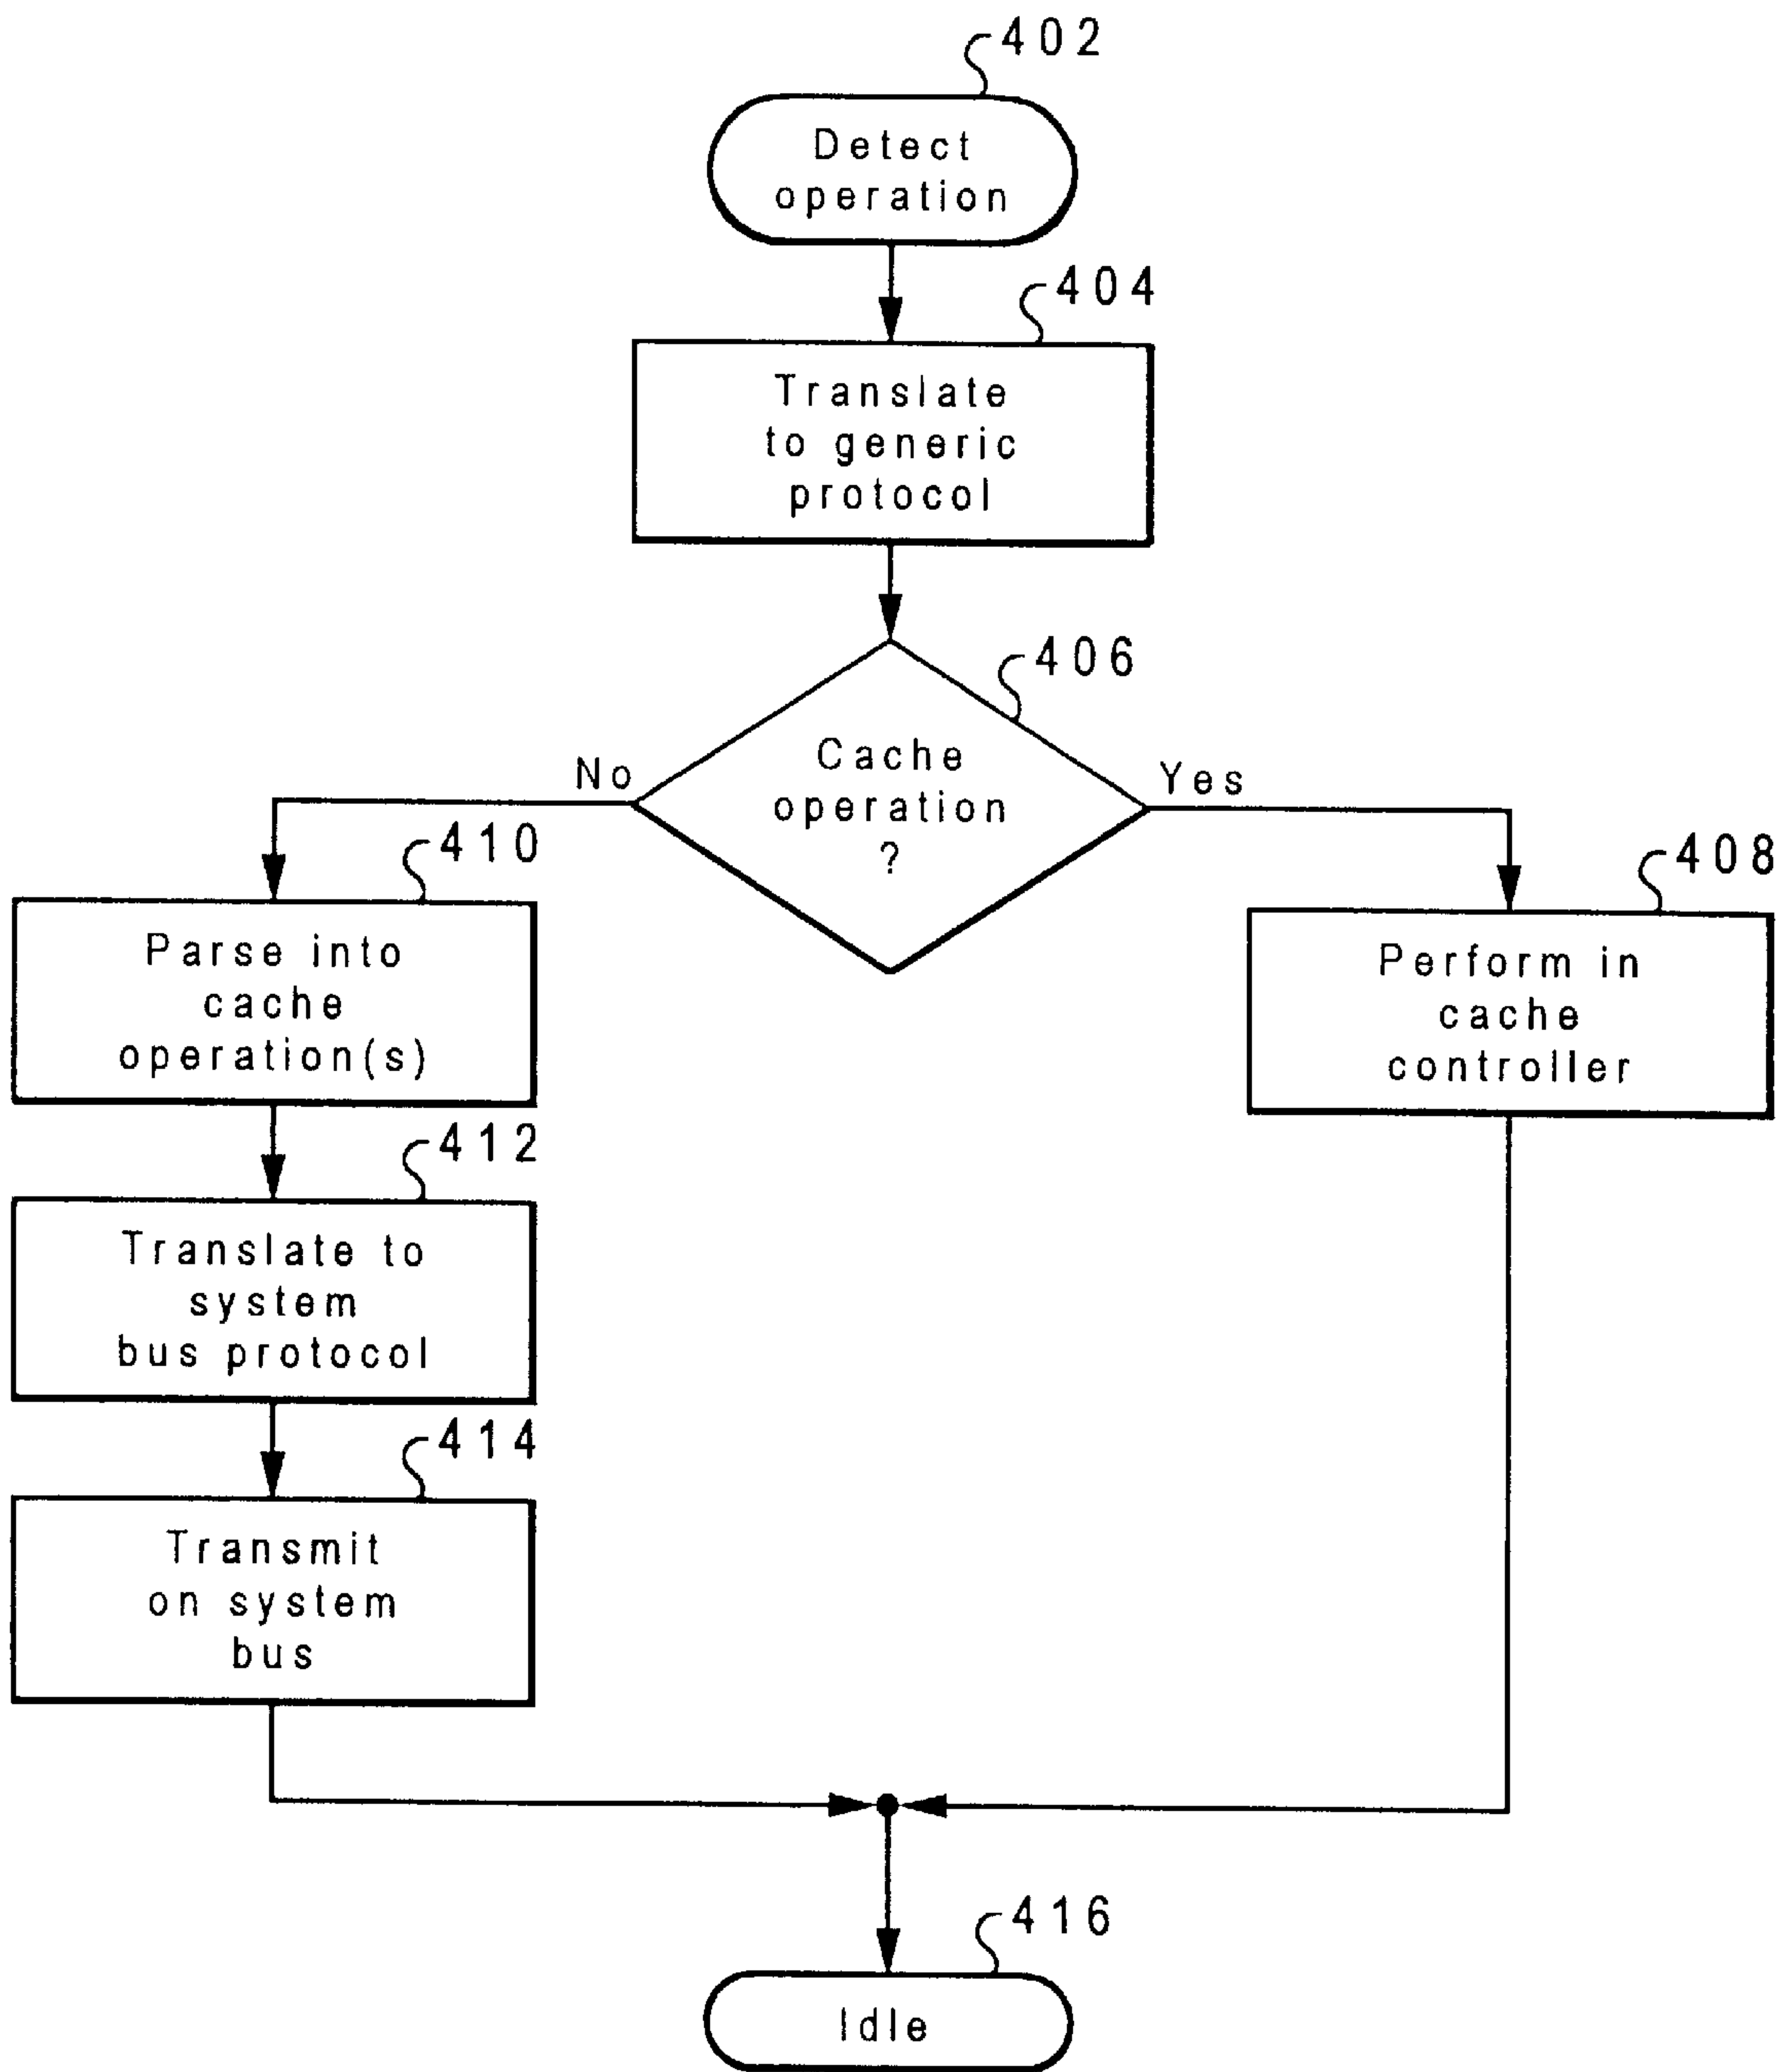 402
Detect
operation
404
Translate
to generic
protocol
406
Cache
operation
?
No
Yes
410
Parse into
cache
operation(s)
408
Perform in
cache
controller
412
Translate to
system
bus protocol
414
Transmit
on system
bus
416
Idle